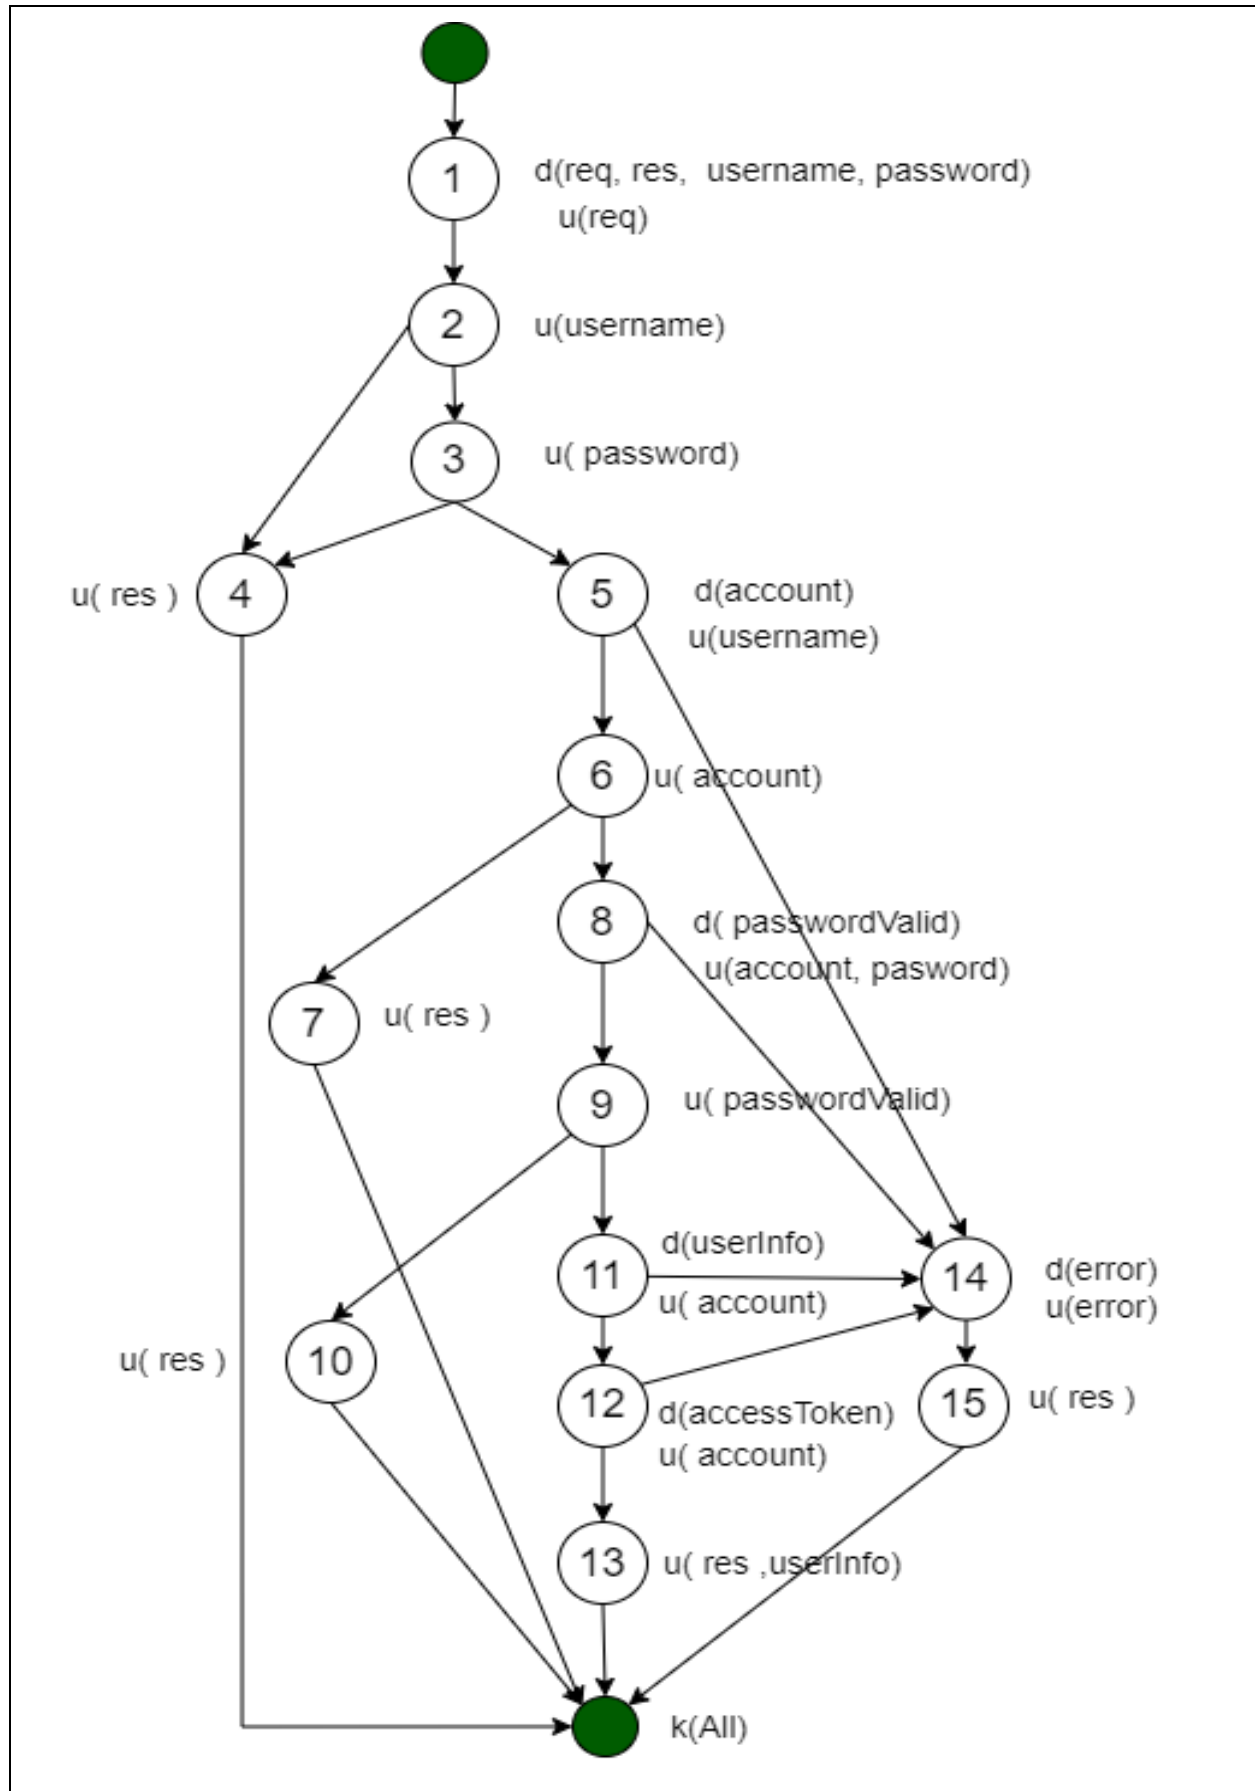 1
d(req, res,  username, password)
u(req)
2
u(username)
3
u( password)
u( res )
4
5
d(account)
u(username)
6
u( account)
8
d( passwordValid)
u(account, pasword)
7
u( res )
9
u( passwordValid)
d(userInfo)
11
u( account)
14
d(error)
u(error)
u( res )
10
12
d(accessToken)
u( account)
15
u( res )
13
u( res ,userInfo)
k(All)